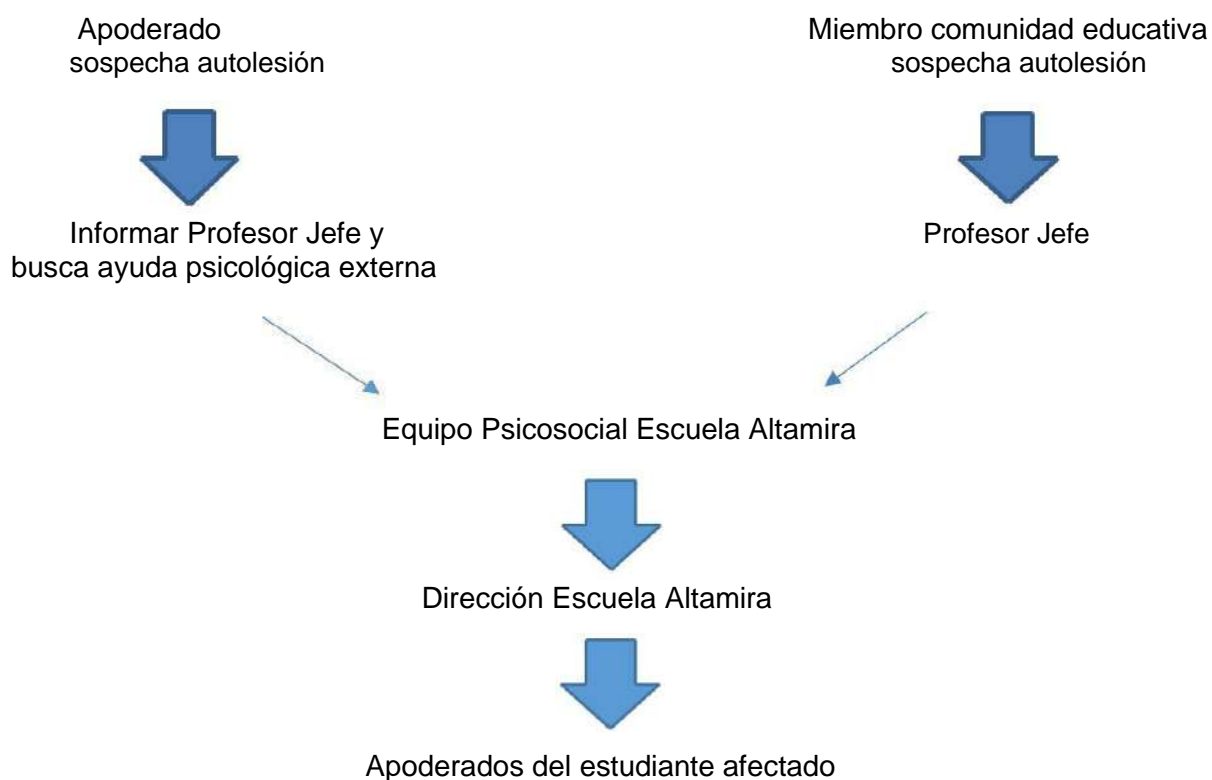 Apoderado
sospecha autolesión
Miembro comunidad educativa
sospecha autolesión
Informar Profesor Jefe y
busca ayuda psicológica externa
Profesor Jefe
Equipo Psicosocial Escuela Altamira
Dirección Escuela Altamira
Apoderados del estudiante afectado